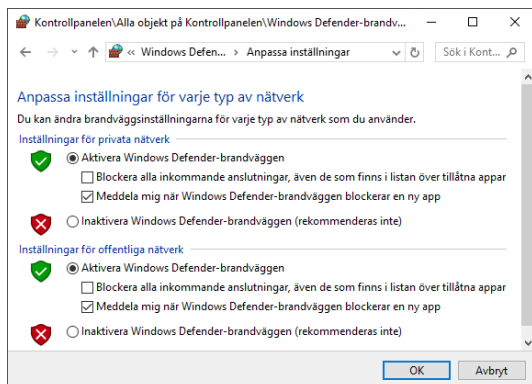 Kontrollpanelen\Alla objekt på Kontrollpanelen\Windows Defender-brandv...
« Windows Defen... › Anpassa inställningar
Sök i Kont...
Anpassa inställningar för varje typ av nätverk
Du kan ändra brandväggsinställningarna för varje typ av nätverk som du använder.
Inställningar för privata nätverk
Aktivera Windows Defender-brandväggen
Blockera alla inkommande anslutningar, även de som finns i listan över tillåtna appar
Meddela mig när Windows Defender-brandväggen blockerar en ny app
Inaktivera Windows Defender-brandväggen (rekommenderas inte)
Inställningar för offentliga nätverk
Aktivera Windows Defender-brandväggen
Blockera alla inkommande anslutningar, även de som finns i listan över tillåtna appar
Meddela mig när Windows Defender-brandväggen blockerar en ny app
Inaktivera Windows Defender-brandväggen (rekommenderas inte)
OK Avbryt